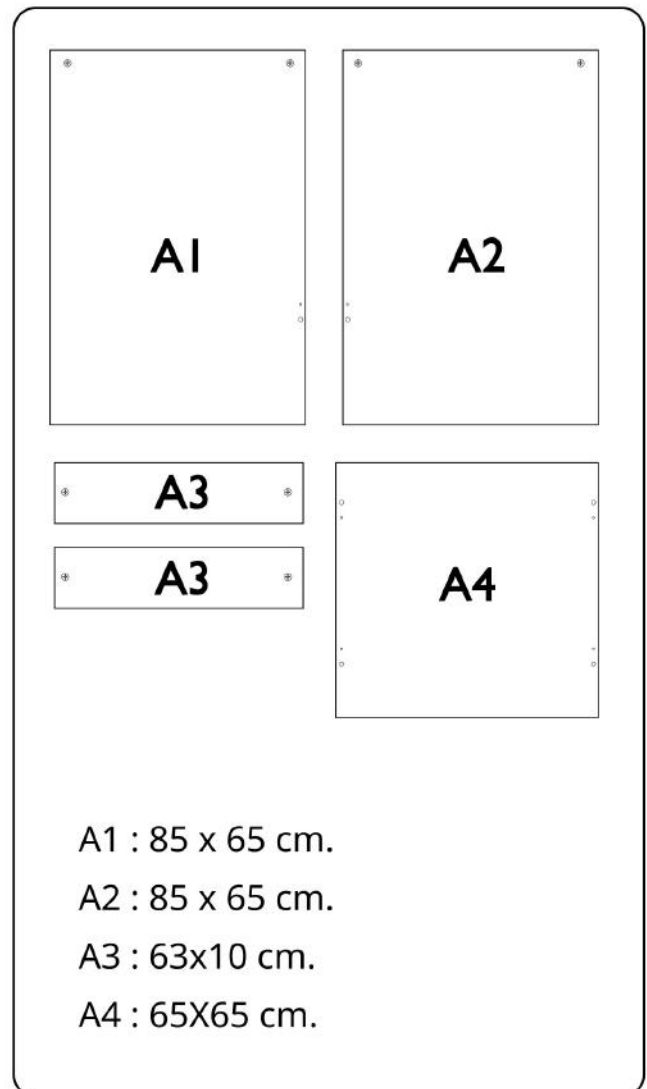 A1
A2
A3
A3
A4
A1 : 85 x 65 cm.
A2 : 85 x 65 cm.
A3 : 63x10 cm.
A4 : 65X65 cm.